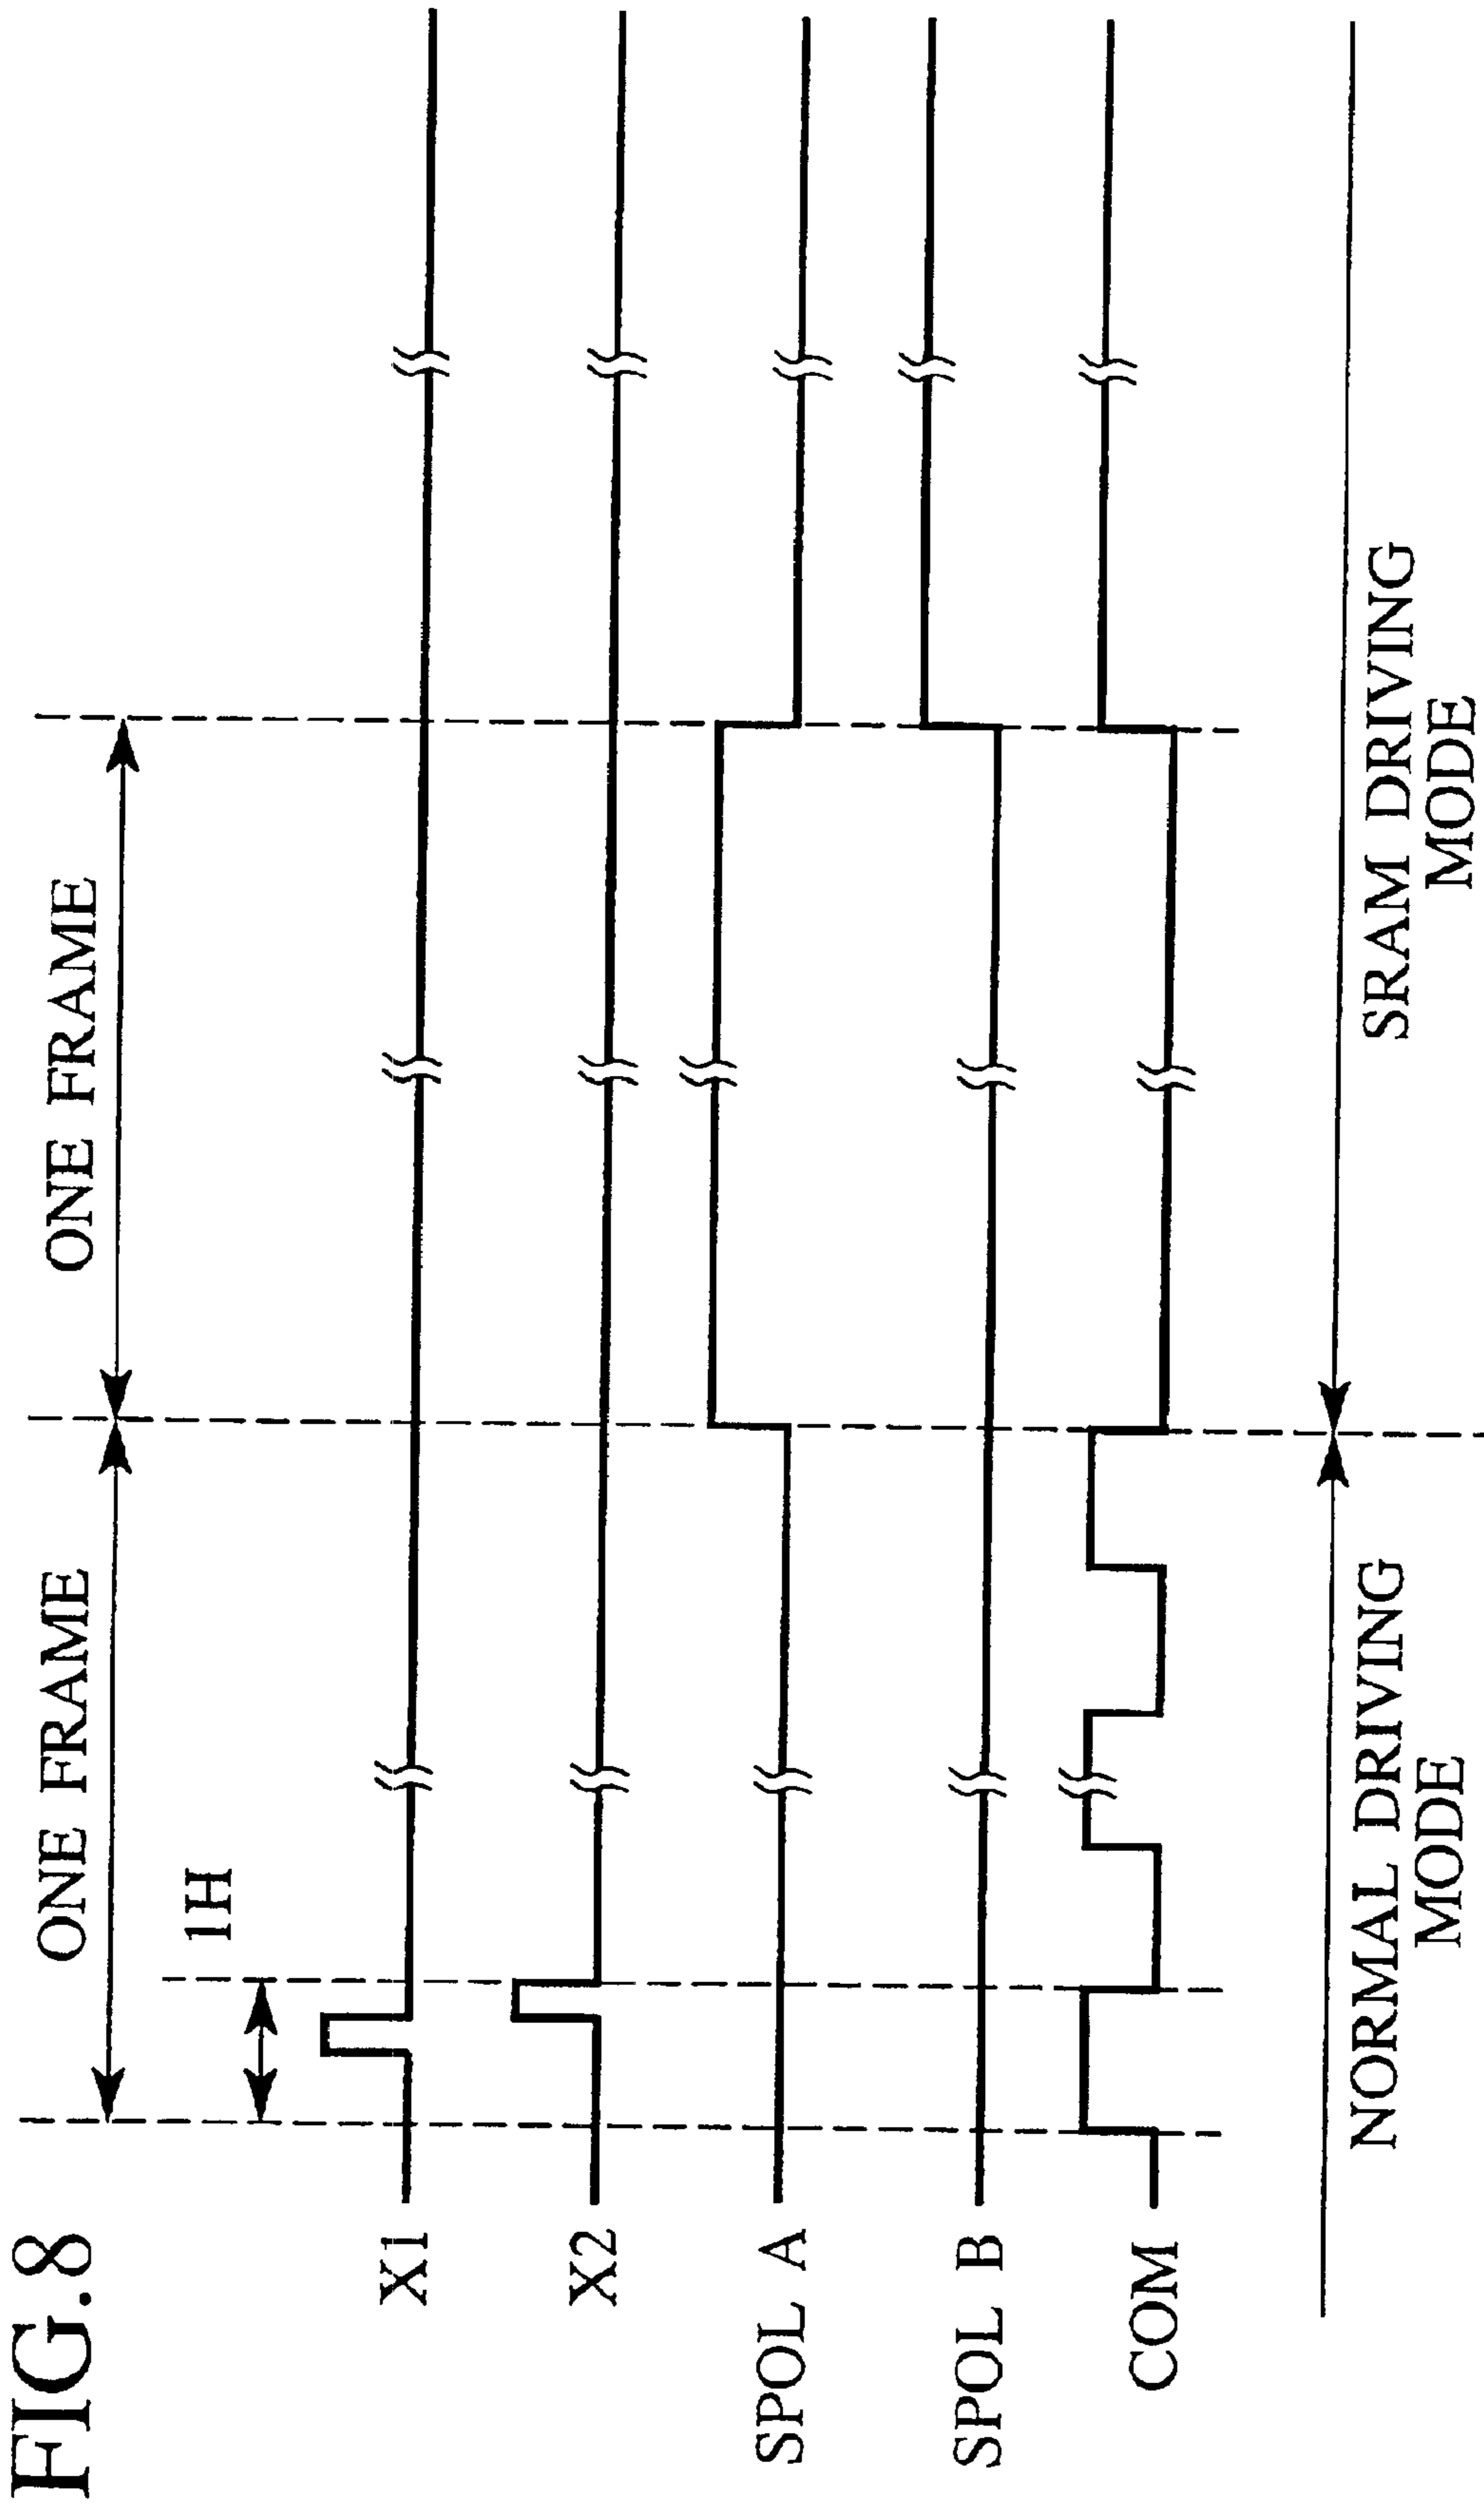 FIG. 8
ONE FRAME
ONE FRAME
1H
X1
X2
SPOL A
SPOL B
COM
NORMAL DRIVING
MODE
SRAM DRIVING
MODE